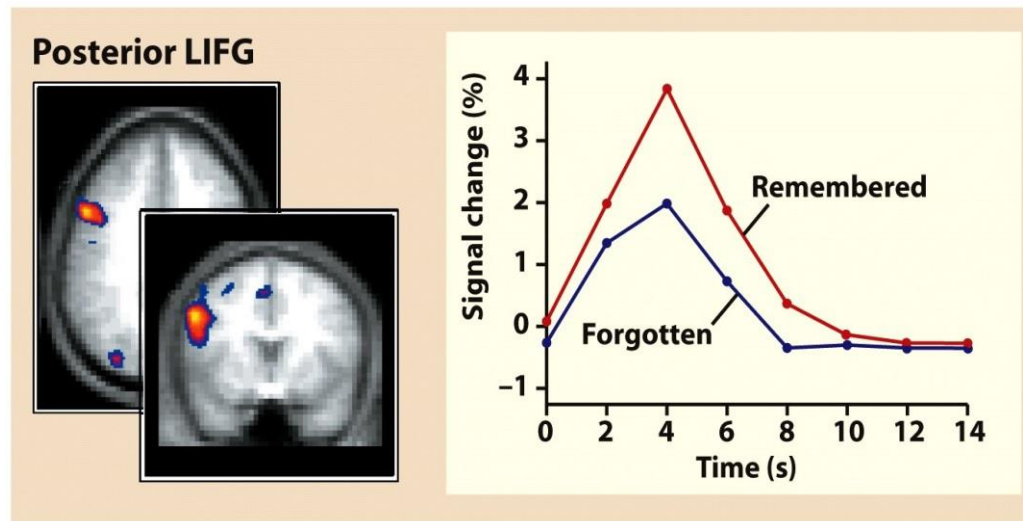 Posterior LIFG
Signal change (%)
4
3
2
1
0
–1
Remembered
Forgotten
0 2 4 6 8 10 12 14
Time (s)